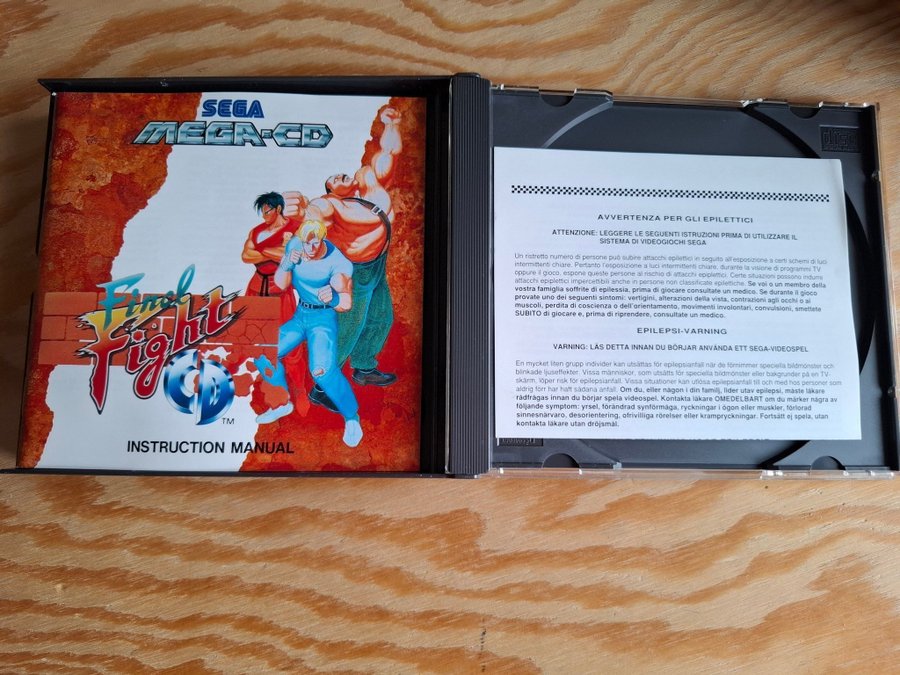 SEGA
MEGA-CD
Final
Fight
CD
TM
INSTRUCTION MANUAL
AVVERTENZA PER GLI EPILETTICI
ATTENZIONE: LEGGERE LE SEGUENTI ISTRUZIONI PRIMA DI UTILIZZARE IL
SISTEMA DI VIDEOGIOCHI SEGA
Un ristretto numero di persone può subire attacchi epilettici in seguito all'esposizione a certi schemi di luci
intermittenti chiare. Pertanto l'esposizione a luci intermittenti chiare, durante la visione di programmi TV
oppure il gioco, espone queste persone al rischio di attacchi epilettici. Certe situazioni possono indurre
attacchi epilettici impercettibili anche in persone non classificate epilettiche. Se voi o un membro della
vostra famiglia soffrite di epilessia, prima di giocare consultate un medico. Se durante il gioco
provate uno dei seguenti sintomi: vertigini, alterazioni della vista, contrazioni agli occhi o ai
muscoli, perdita di coscienza o dell'orientamento, movimenti involontari, convulsioni, smettete
SUBITO di giocare e, prima di riprendere, consultate un medico.
EPILEPSI-VARNING
VARNING: LÄS DETTA INNAN DU BÖRJAR ANVÄNDA ETT SEGA-VIDEOSPEL
En mycket liten grupp individer kan utsättas för epilepsianfall när de förnimmer speciella bildmönster och
blinkade ljuseffekter. Vissa människor, som utsätts för speciella bildmönster eller bakgrunder på en TV-
skärm, löper risk för epilepsianfall. Vissa situationer kan utlösa epilepsianfall till och med hos personer som
aldrig förr har haft sådana anfall. Om du, eller någon i din familj, lider utav epilepsi, måste läkare
rådfrågas innan du börjar spela videospel. Kontakta läkare OMEDELBART om du märker några av
följande symptom: yrsel, förändrad synförmåga, ryckningar i ögon eller muskler, förlorad
sinnesnärvaro, desorientering, ofrivilliga rörelser eller krampryckningar. Fortsätt ej spela, utan
kontakta läkare utan dröjsmål.